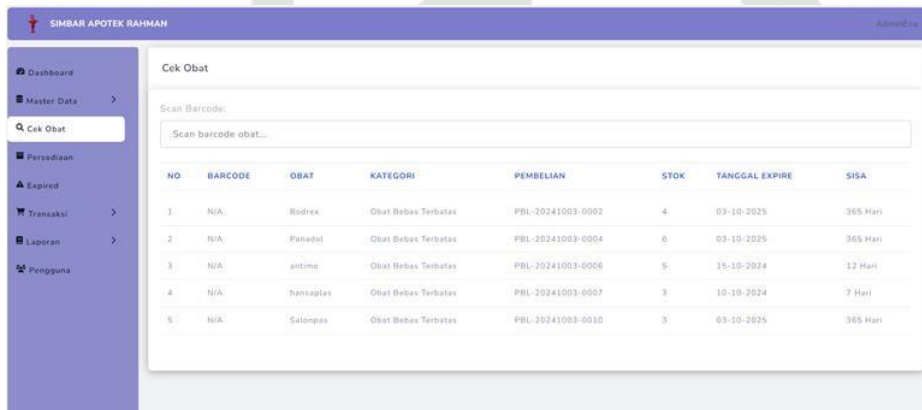 SIMBAR APOTEK RAHMAN AdminEna
Dashboard
Master Data
Cek Obat
Persediaan
Expired
Transaksi
Laporan
Pengguna
Cek Obat
Scan Barcode:
Scan barcode obat...
NO BARCODE OBAT KATEGORI PEMBELIAN STOK TANGGAL EXPIRE SISA
1 N/A Bodrex Obat Bebas Terbatas PBL-20241003-0002 4 03-10-2025 365 Hari
2 N/A Panadol Obat Bebas Terbatas PBL-20241003-0004 6 03-10-2025 365 Hari
3 N/A antimo Obat Bebas Terbatas PBL-20241003-0006 5 15-10-2024 12 Hari
4 N/A hansaplas Obat Bebas Terbatas PBL-20241003-0007 3 10-10-2024 7 Hari
5 N/A Salonpas Obat Bebas Terbatas PBL-20241003-0010 3 03-10-2025 365 Hari